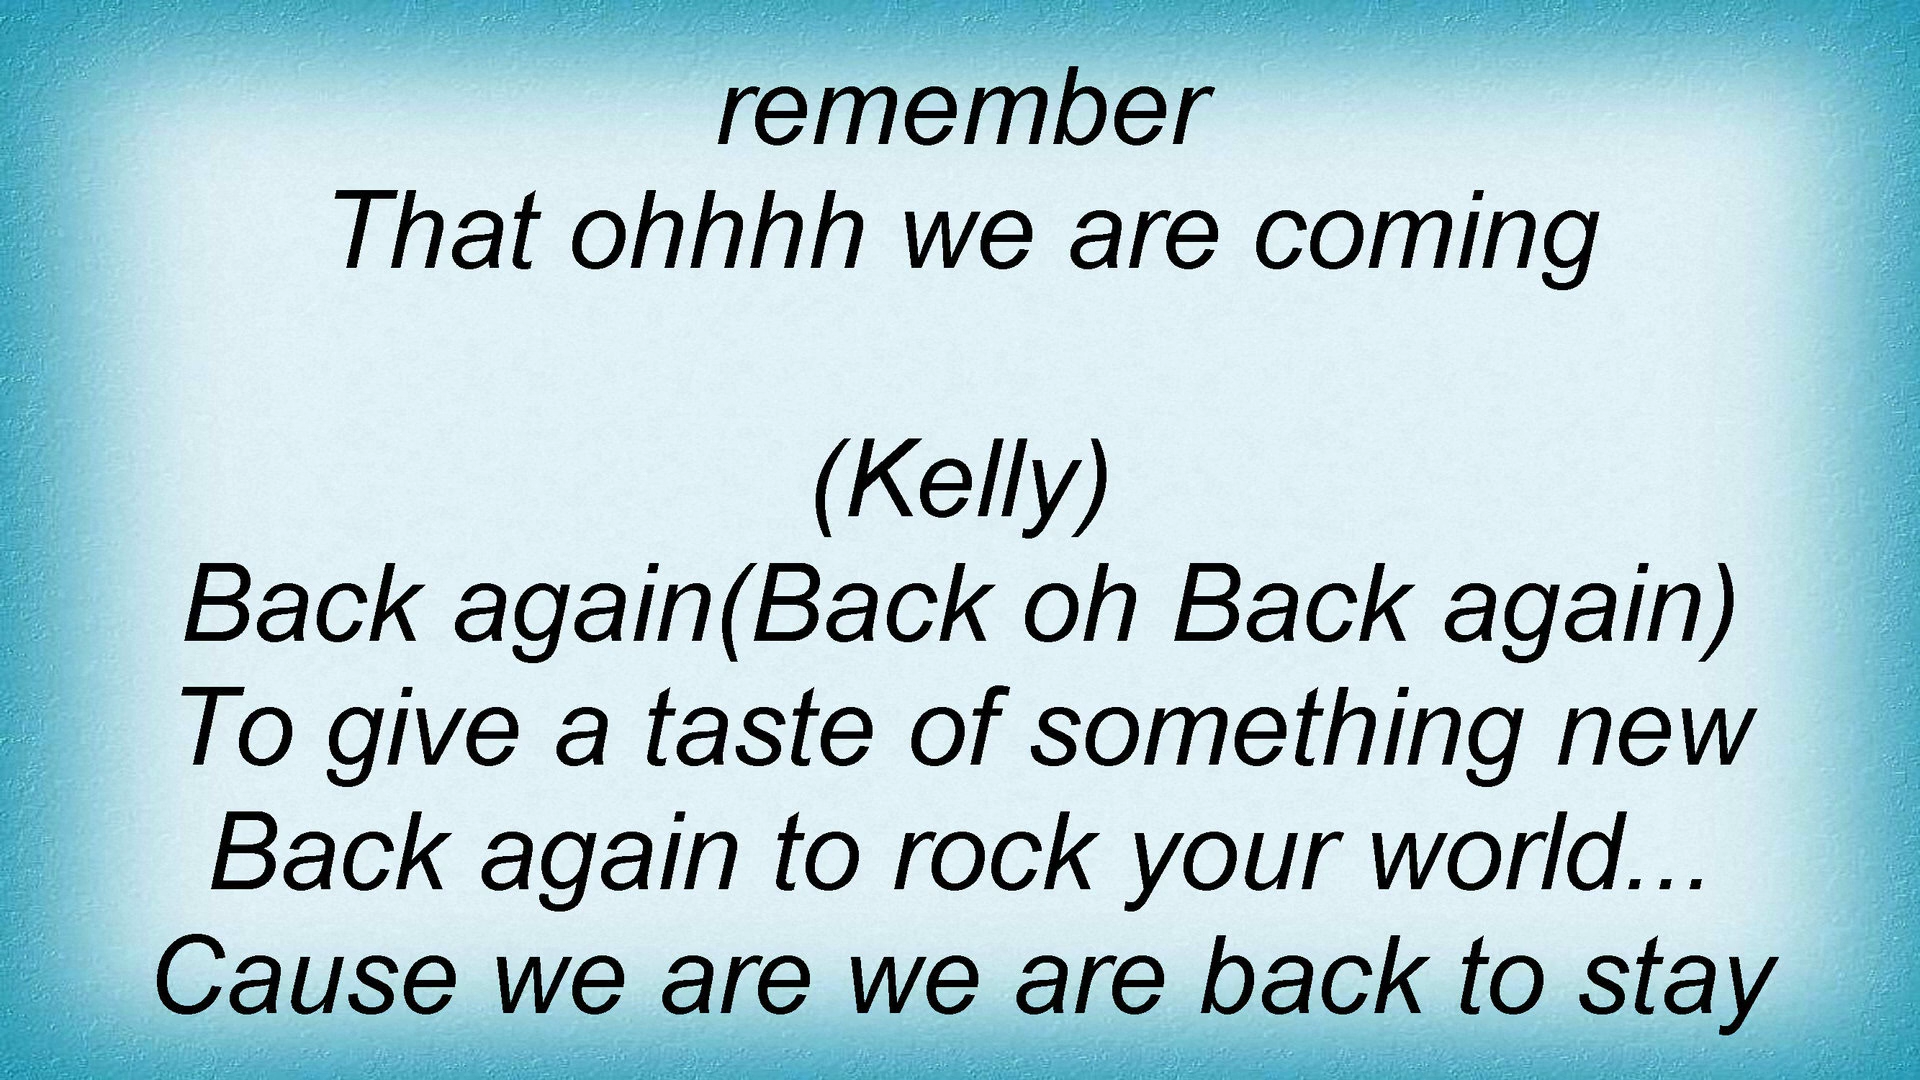 remember
That ohhhh we are coming
(Kelly)
Back again(Back oh Back again)
To give a taste of something new
Back again to rock your world...
Cause we are we are back to stay